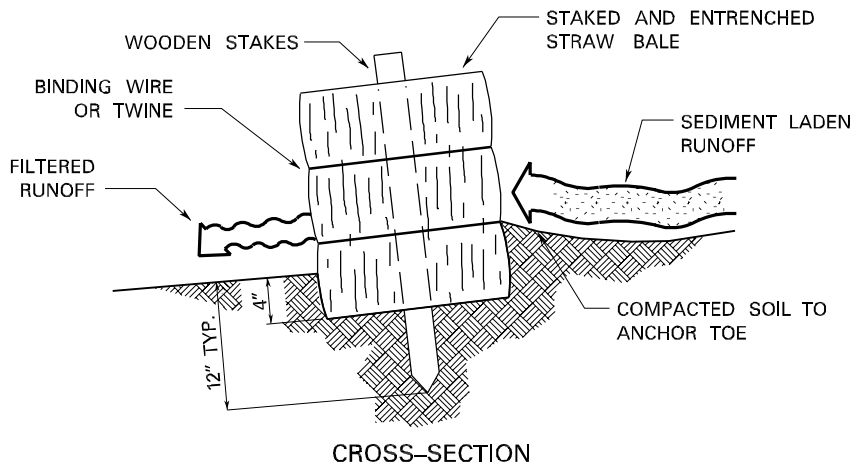 STAKED AND ENTRENCHED
STRAW BALE
WOODEN STAKES
BINDING WIRE
OR TWINE
SEDIMENT LADEN
RUNOFF
FILTERED
RUNOFF
4"
12" TYP.
COMPACTED SOIL TO
ANCHOR TOE
CROSS–SECTION